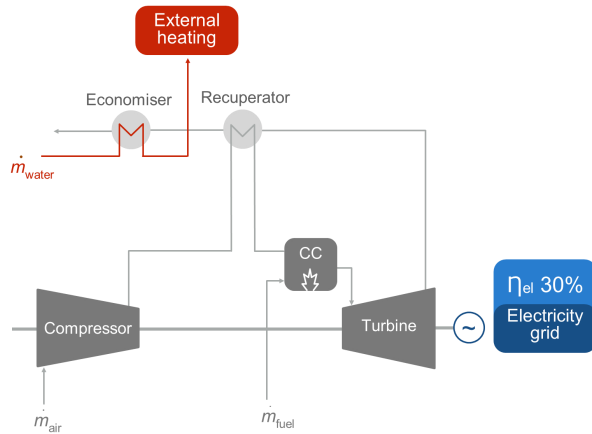 External
heating
Economiser
Recuperator
ṁwater
CC
Compressor
Turbine
~
ηel 30%
Electricity
grid
ṁair
ṁfuel